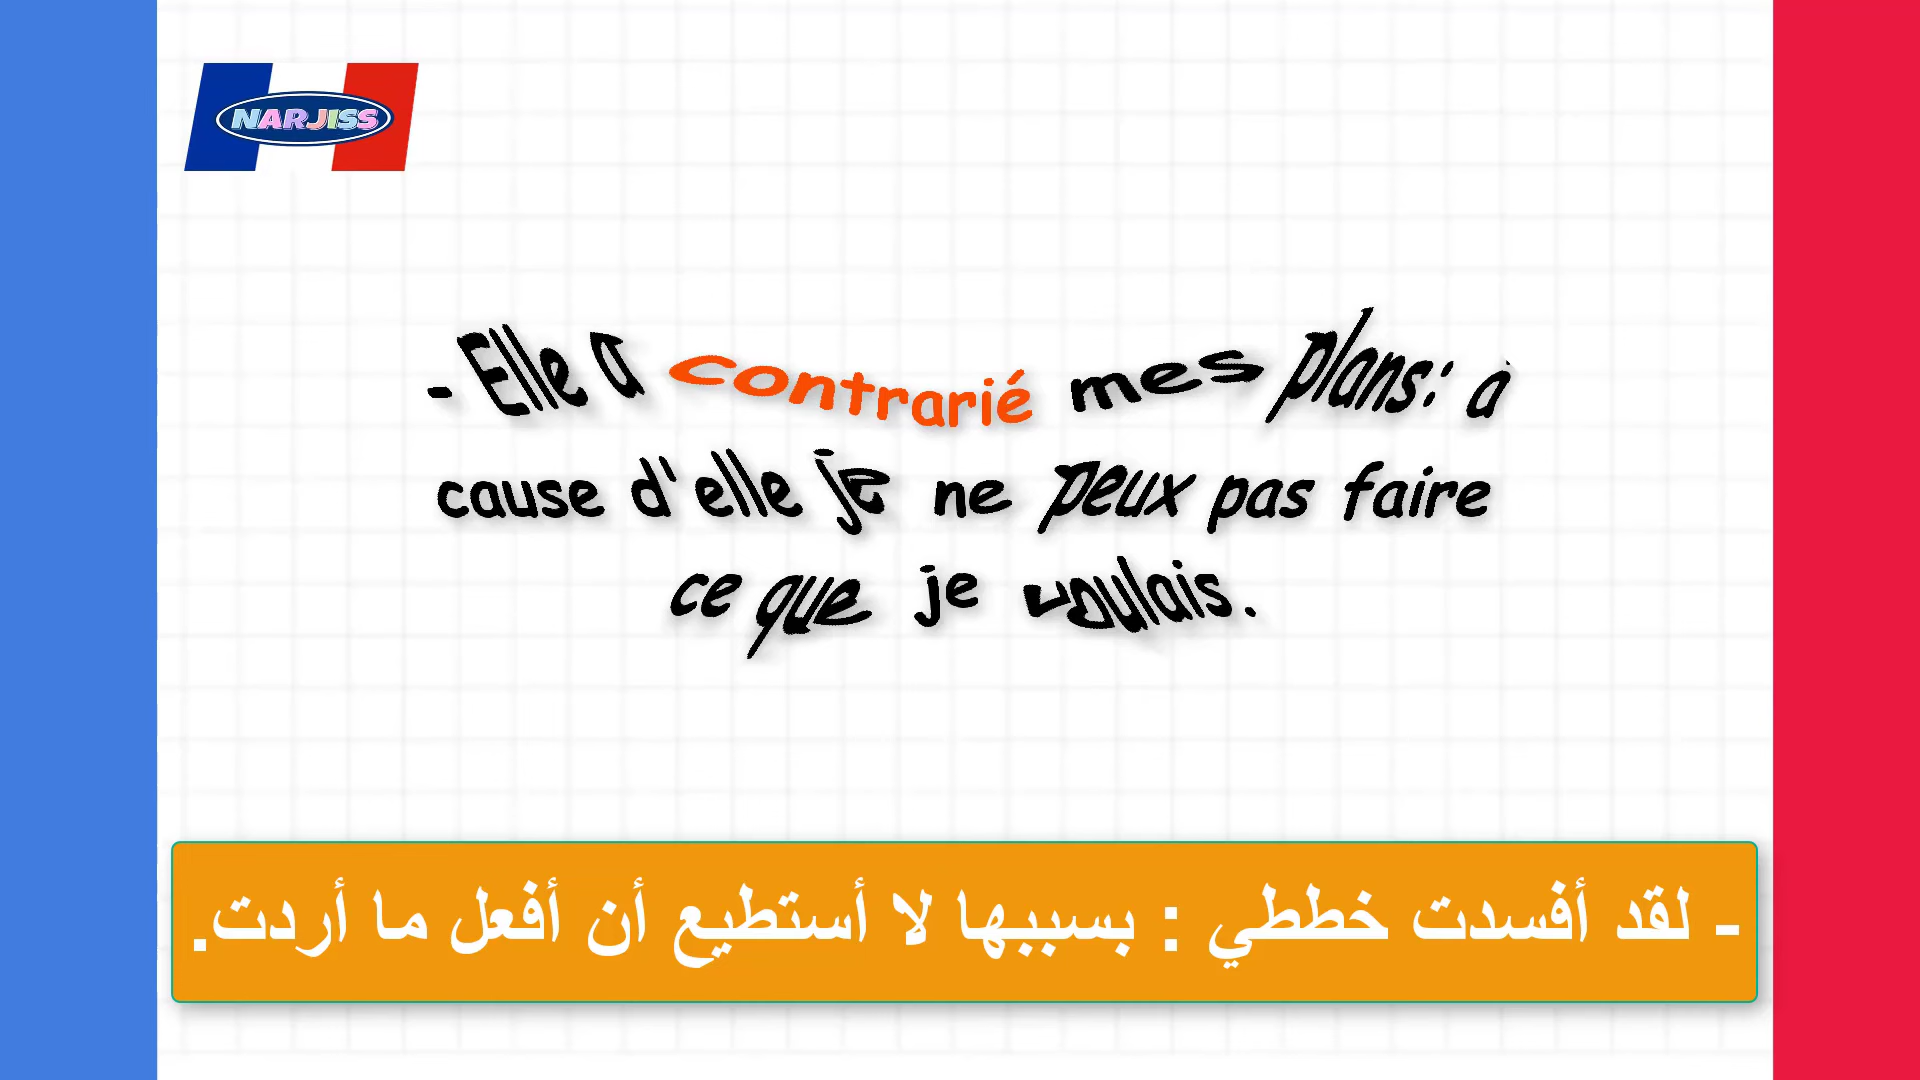 NARJISS
- Elle a contrarié mes plans: à
cause d'elle je ne peux pas faire
ce que je voulais.
- لقد أفسدت خططي : بسببها لا أستطيع أن أفعل ما أردت.